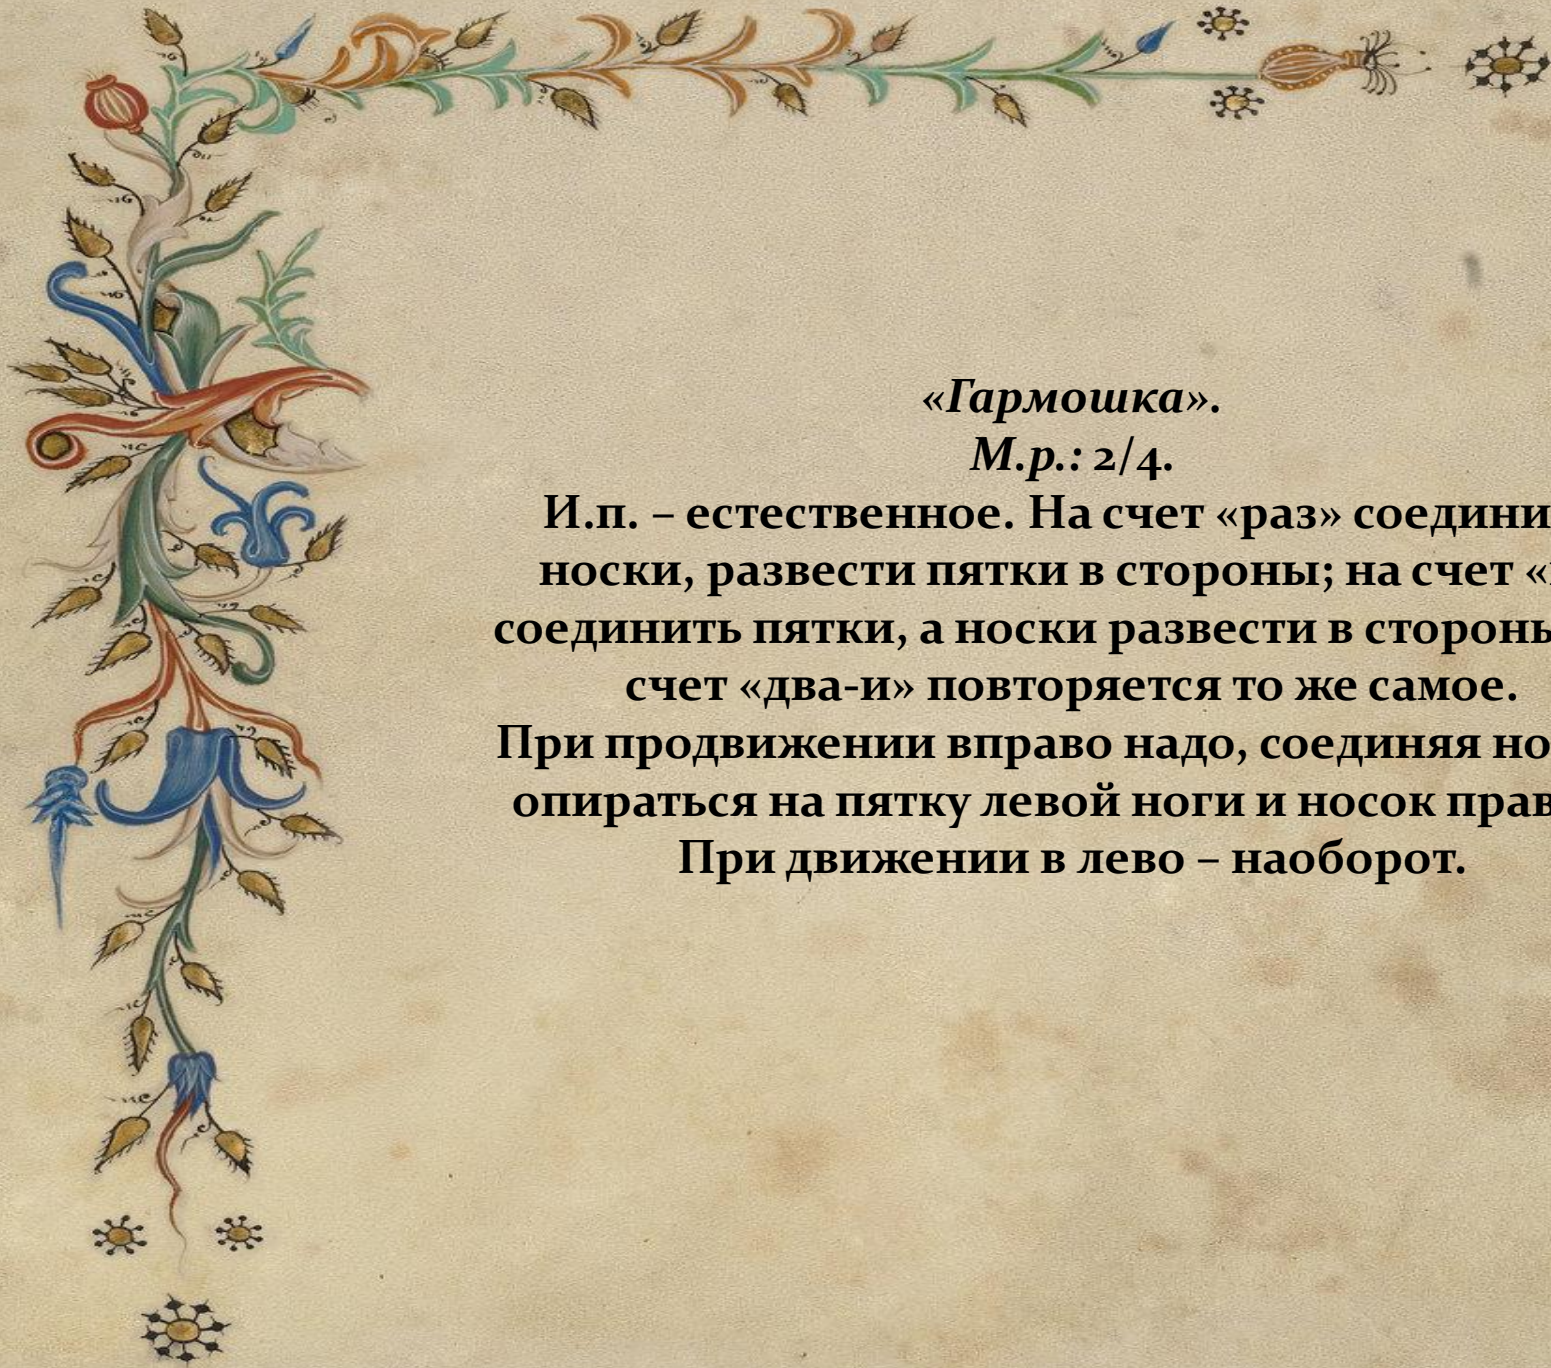 «Гармошка».
М.р.: 2/4.
И.п. – естественное. На счет «раз» соедини
носки, развести пятки в стороны; на счет
соединить пятки, а носки развести в сторон
счет «два-и» повторяется то же самое.
При продвижении вправо надо, соединяя но
опираться на пятку левой ноги и носок прав
При движении в лево – наоборот.